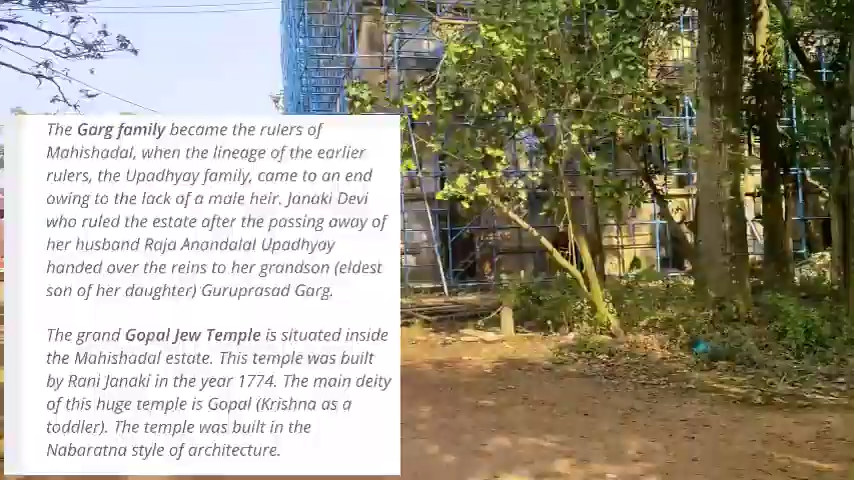 The Garg family became the rulers of
Mahishadal, when the lineage of the earlier
rulers, the Upadhyay family, came to an end
owing to the lack of a male heir. Janaki Devi
who ruled the estate after the passing away of
her husband Raja Anandalal Upadhyay
handed over the reins to her grandson (eldest
son of her daughter) Guruprasad Garg.
The grand Gopal Jew Temple is situated inside
the Mahishadal estate. This temple was built
by Rani Janaki in the year 1774. The main deity
of this huge temple is Gopal (Krishna as a
toddler). The temple was built in the
Nabaratna style of architecture.